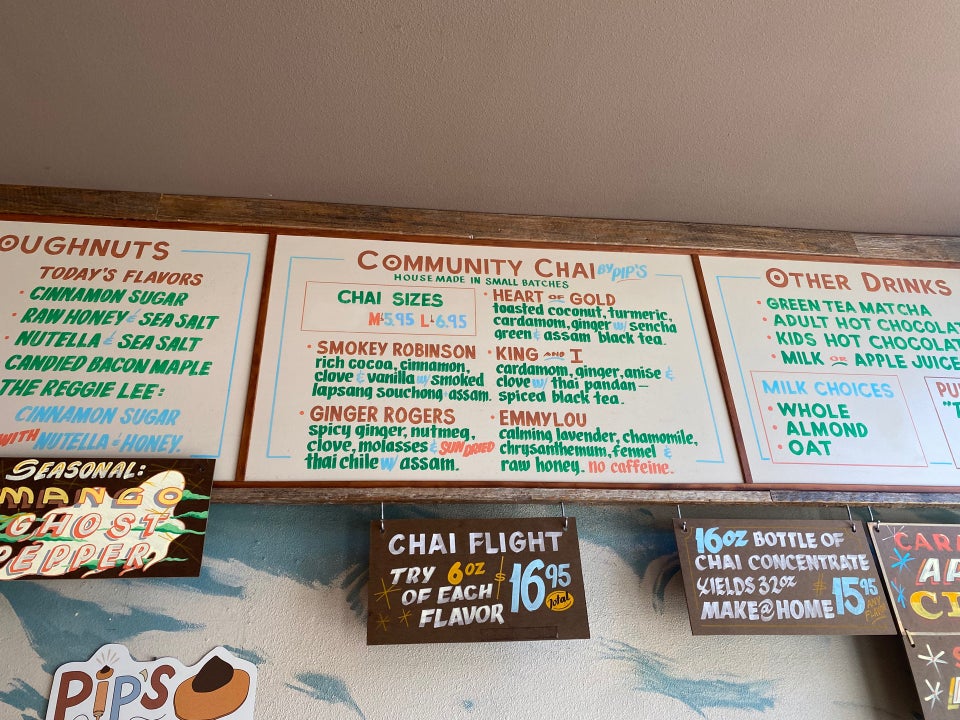 OUGHNUTS
TODAY'S FLAVORS
• CINNAMON SUGAR
• RAW HONEY & SEA SALT
• NUTELLA & SEA SALT
CANDIED BACON MAPLE
THE REGGIE LEE:
CINNAMON SUGAR
WITH NUTELLA & HONEY.
SEASONAL:
MANGO
GHOST
PEPPER
COMMUNITY CHAI BY PIP'S
HOUSE MADE IN SMALL BATCHES
CHAI SIZES
M-5.95 L-6.95
• SMOKEY ROBINSON
rich cocoa, cinnamon,
clove & vanilla w/ smoked
lapsang souchong & assam.
• GINGER ROGERS
spicy ginger, nutmeg,
clove, molasses & SUN DRIED
thai chile w/ assam.
• HEART OF GOLD
toasted coconut, turmeric,
cardamom, ginger w/ sencha
green & assam black tea.
• KING AND I
cardamom, ginger, anise &
clove w/ thai pandan-
spiced black tea.
• EMMYLOU
calming lavender, chamomile,
chrysanthemum, fennel &
raw honey. no caffeine.
OTHER DRINKS
• GREEN TEA MATCHA
• ADULT HOT CHOCOLAT
• KIDS HOT CHOCOLAT
• MILK OR APPLE JUICE
MILK CHOICES
• WHOLE
• ALMOND
• OAT
CHAI FLIGHT
TRY 6OZ
OF EACH
FLAVOR
$16.95
Total
16OZ BOTTLE OF
CHAI CONCENTRATE
YIELDS 32OZ
MAKE @ HOME
$15.95
CARA
AP
CI
PIP'S